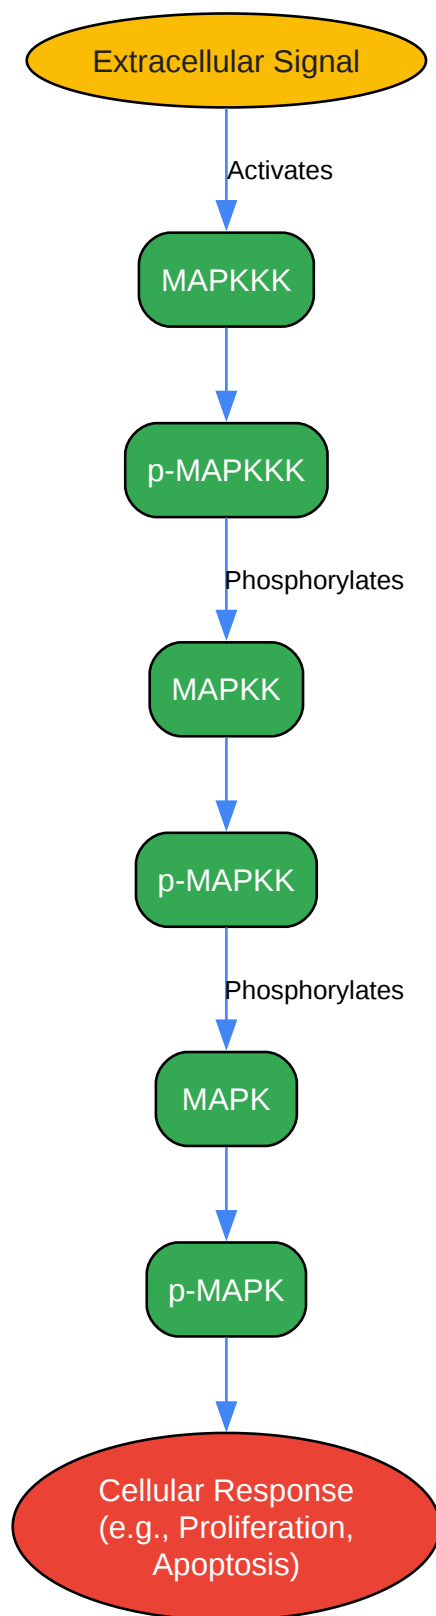 Extracellular Signal
Activates
MAPKKK
p-MAPKKK
Phosphorylates
MAPKK
p-MAPKK
Phosphorylates
MAPK
p-MAPK
Cellular Response
(e.g., Proliferation,
Apoptosis)